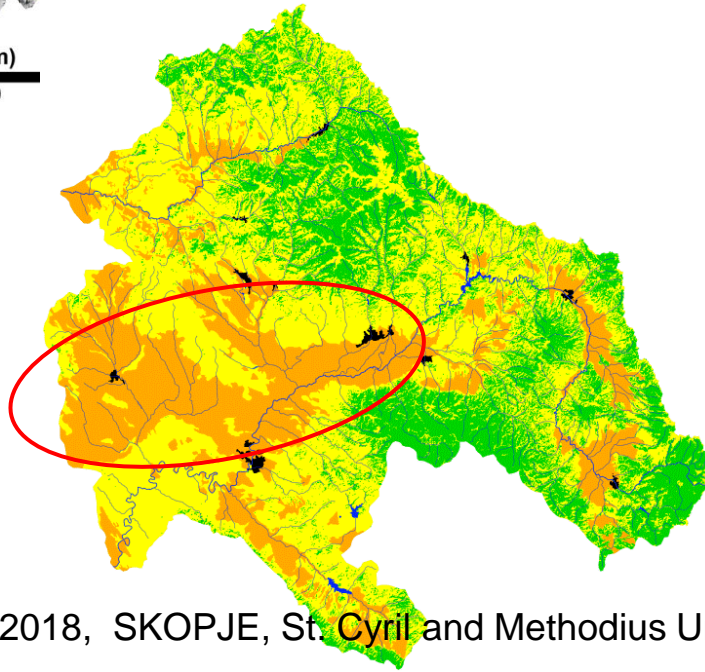 m)
2018, SKOPJE, St. Cyril and Methodius U